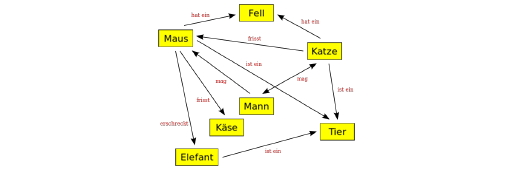 Fell
hat ein
hat ein
Maus
frisst
Katze
ist ein
mag
mag
ist ein
frisst
Mann
erschreckt
Käse
Tier
Elefant
ist ein